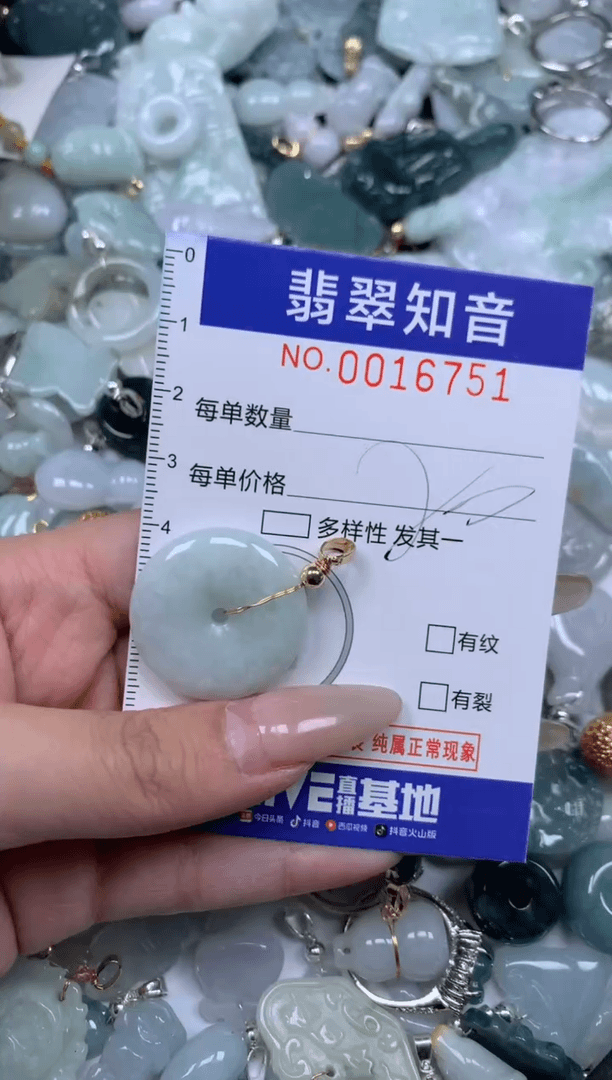 翡翠知音
NO.0016751
0
1
2
3
4
每单数量
每单价格
多样性 发其一
有纹
有裂
纯属正常现象
直播基地
今日头条 抖音 西瓜视频 抖音火山版